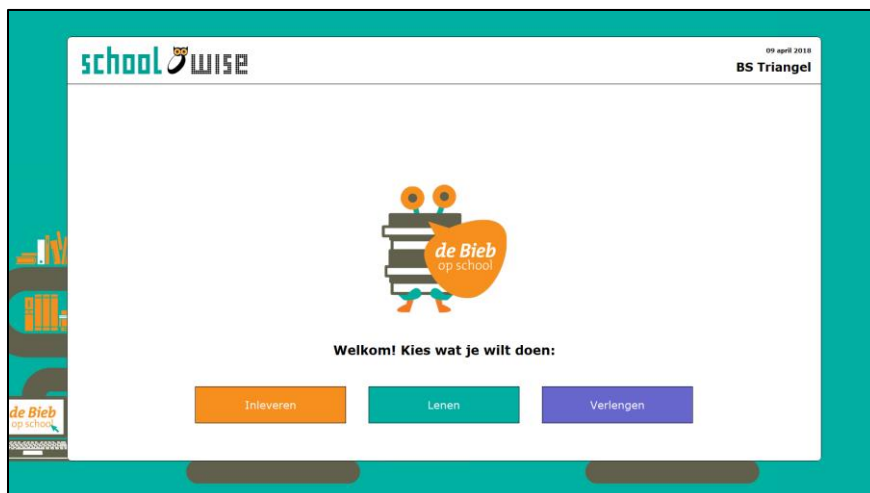 school wise
09 april 2018
BS Triangel
de Bieb
op school
Welkom! Kies wat je wilt doen:
Inleveren
Lenen
Verlengen
de Bieb
op school